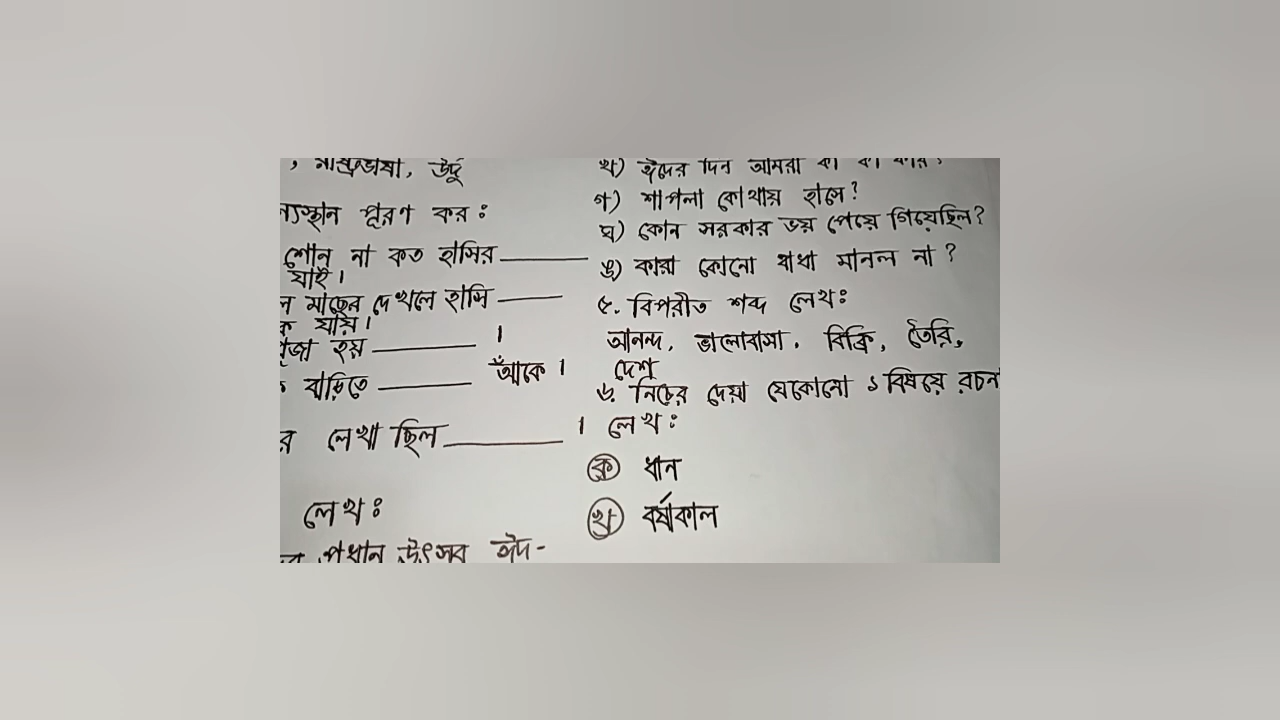 , মাতৃভাষা, উর্দু
ন্যস্থান পূরণ কর:
শোন না কত হাসির ______
যাই।
ল মাছের দেখলে হাসি ______
ক যায়।
পূজা হয় ______ ।
ক বাড়িতে ______ আঁকে।
র লেখা ছিল ______ ।
লেখ:
প্রধান উৎসব ঈদ-
খ) ঈদের দিন আমরা কী কী করি?
গ) শাপলা কোথায় হাসে?
ঘ) কোন সরকার ভয় পেয়ে গিয়েছিল?
ঙ) কারা কোনো বাধা মানল না?
৫. বিপরীত শব্দ লেখ:
আনন্দ, ভালোবাসা, বিক্রি, তৈরি,
দেশ
৬. নিচের দেয়া যেকোনো ১ বিষয়ে রচন
লেখ:
ক ধান
খ বর্ষাকাল